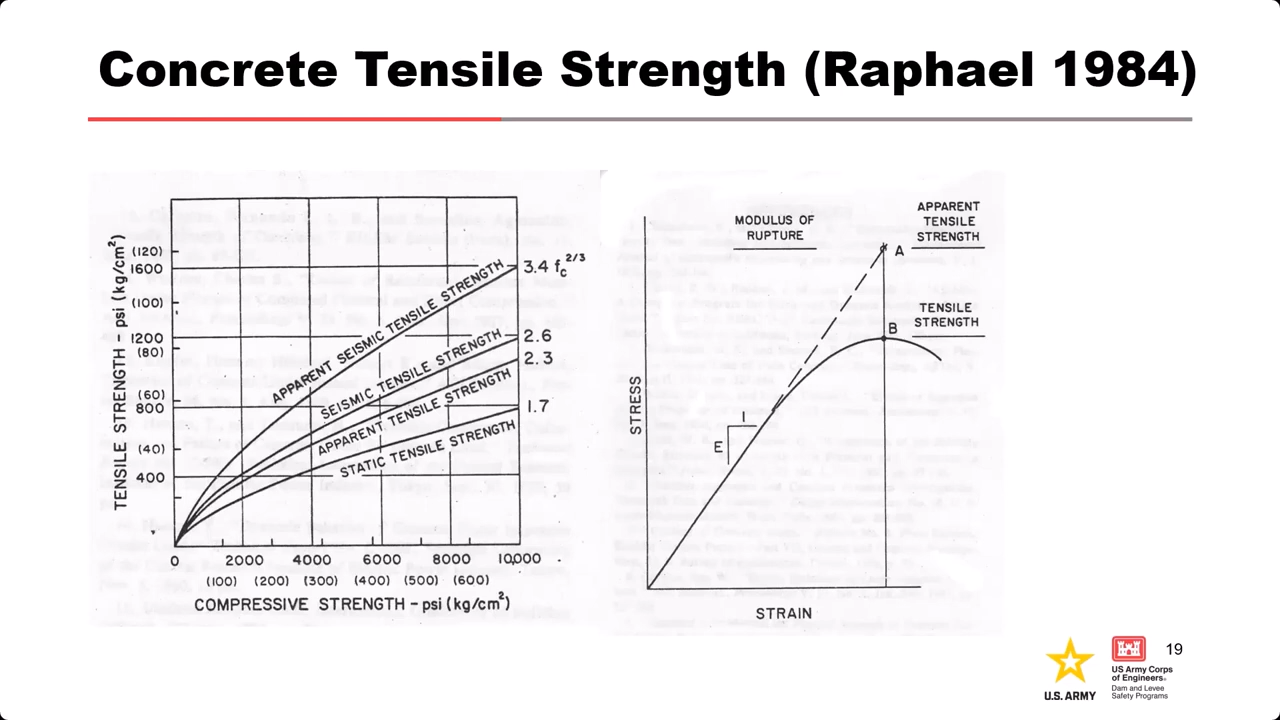 Concrete Tensile Strength (Raphael 1984)
TENSILE STRENGTH - psi (kg/cm²)
(120)
1600
(100)
1200
(80)
(60)
800
(40)
400
APPARENT SEISMIC TENSILE STRENGTH
3.4 fc 2/3
SEISMIC TENSILE STRENGTH
2.6
APPARENT TENSILE STRENGTH
2.3
STATIC TENSILE STRENGTH
1.7
0 2000 4000 6000 8000 10,000
(100) (200) (300) (400) (500) (600)
COMPRESSIVE STRENGTH - psi (kg/cm²)
MODULUS OF
RUPTURE
APPARENT
TENSILE
STRENGTH
A
TENSILE
STRENGTH
B
STRESS
I
E
STRAIN
U.S. ARMY
US Army Corps
of Engineers®
Dam and Levee
Safety Programs
19